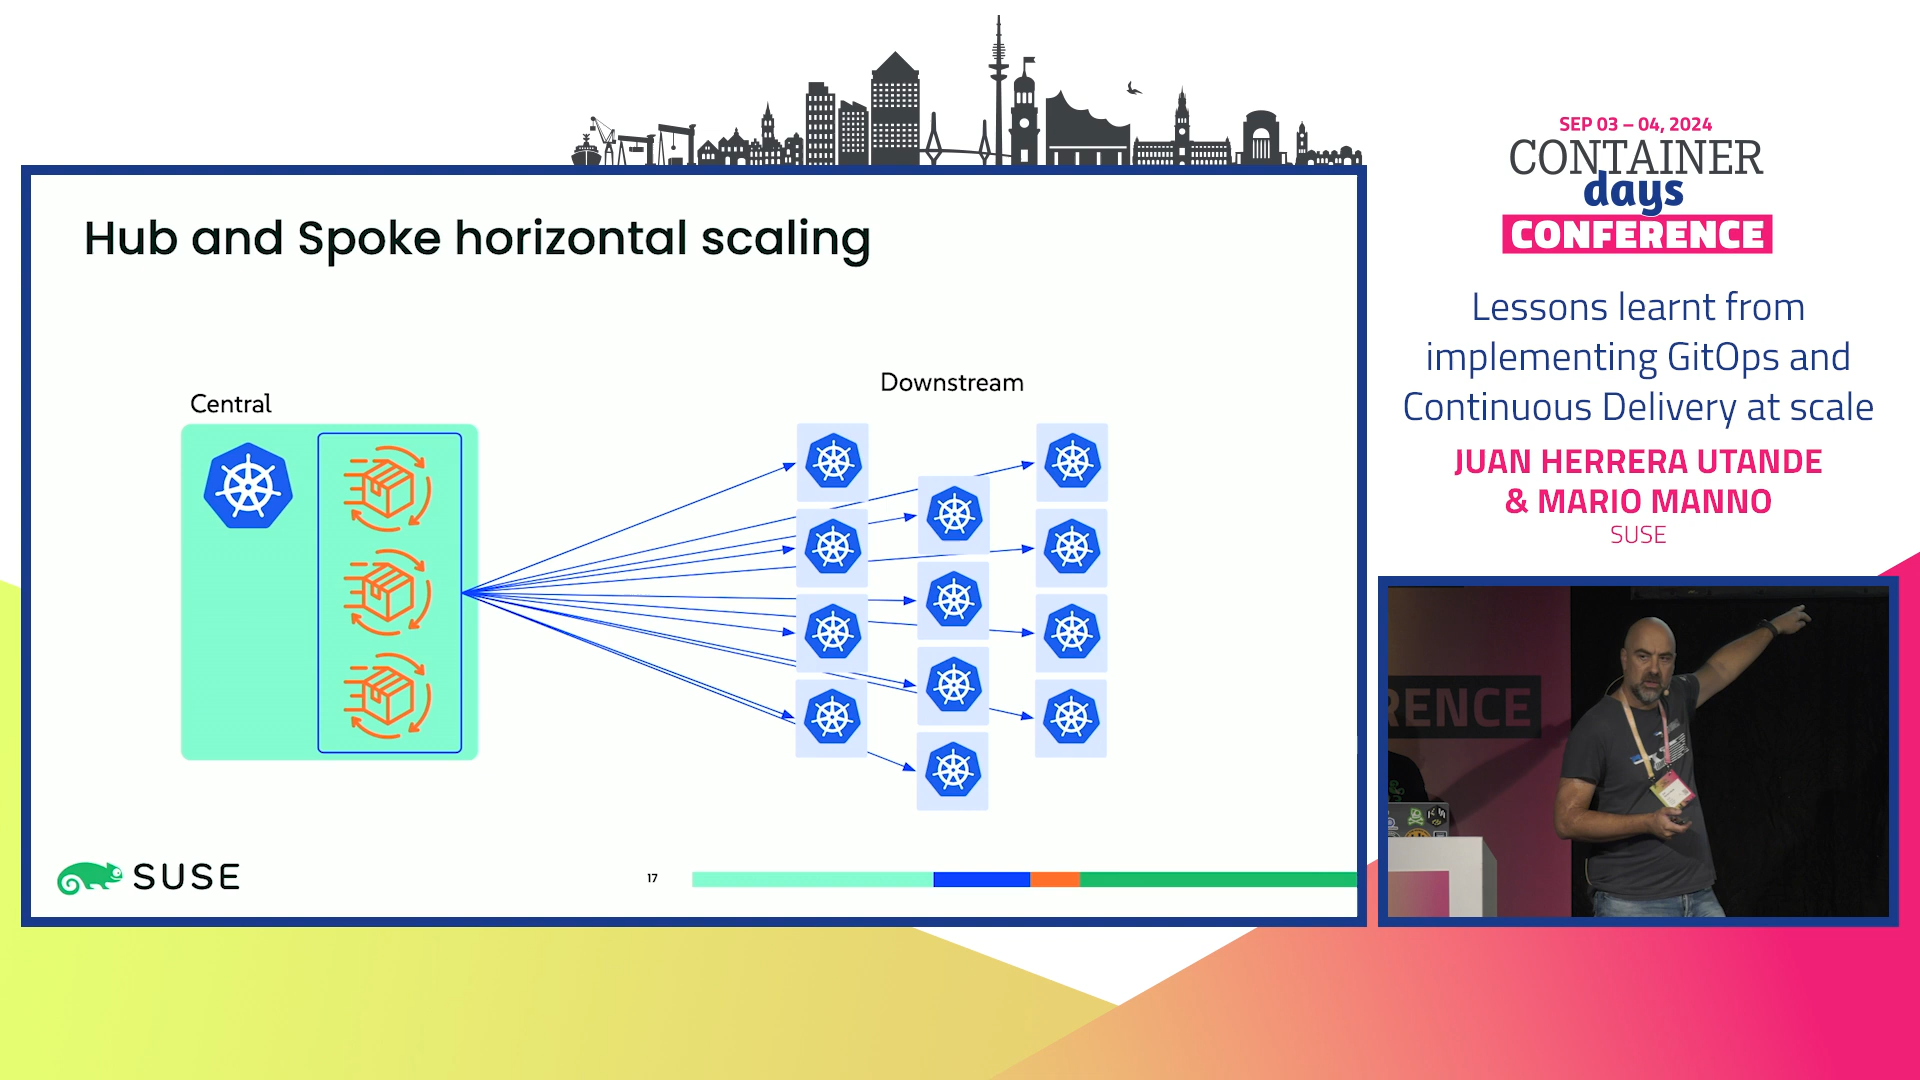 SEP 03 – 04, 2024
CONTAINER
days
CONFERENCE
Hub and Spoke horizontal scaling
Lessons learnt from
implementing GitOps and
Continuous Delivery at scale
JUAN HERRERA UTANDE
& MARIO MANNO
SUSE
Downstream
Central
RENCE
SUSE
17